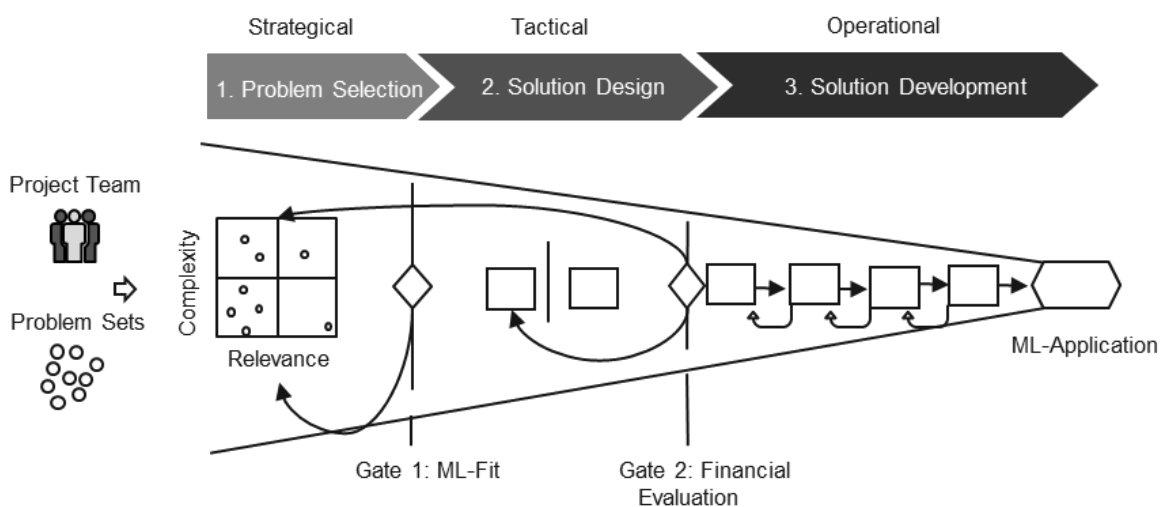 Strategical
Tactical
Operational
1. Problem Selection
2. Solution Design
3. Solution Development
Project Team
Problem Sets
Complexity
Relevance
ML-Application
Gate 1: ML-Fit
Gate 2: Financial
Evaluation